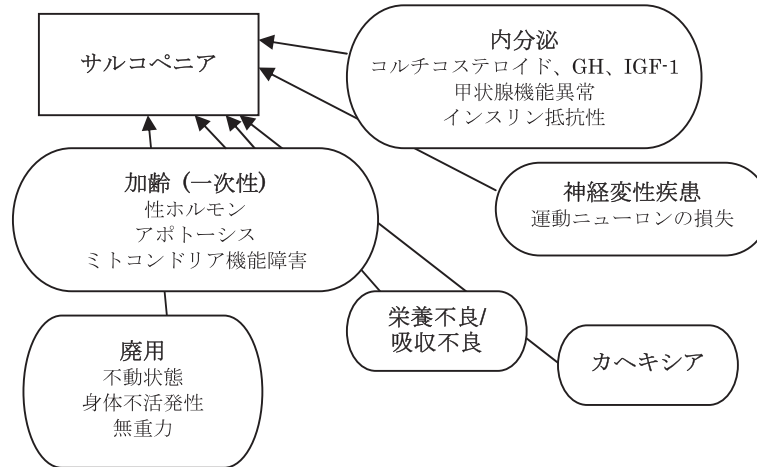 サルコペニア
内分泌
コルチコステロイド、GH、IGF-1
甲状腺機能異常
インスリン抵抗性
加齢 (一次性)
性ホルモン
アポトーシス
ミトコンドリア機能障害
神経変性疾患
運動ニューロンの損失
栄養不良/
吸収不良
カヘキシア
廃用
不動状態
身体不活発性
無重力